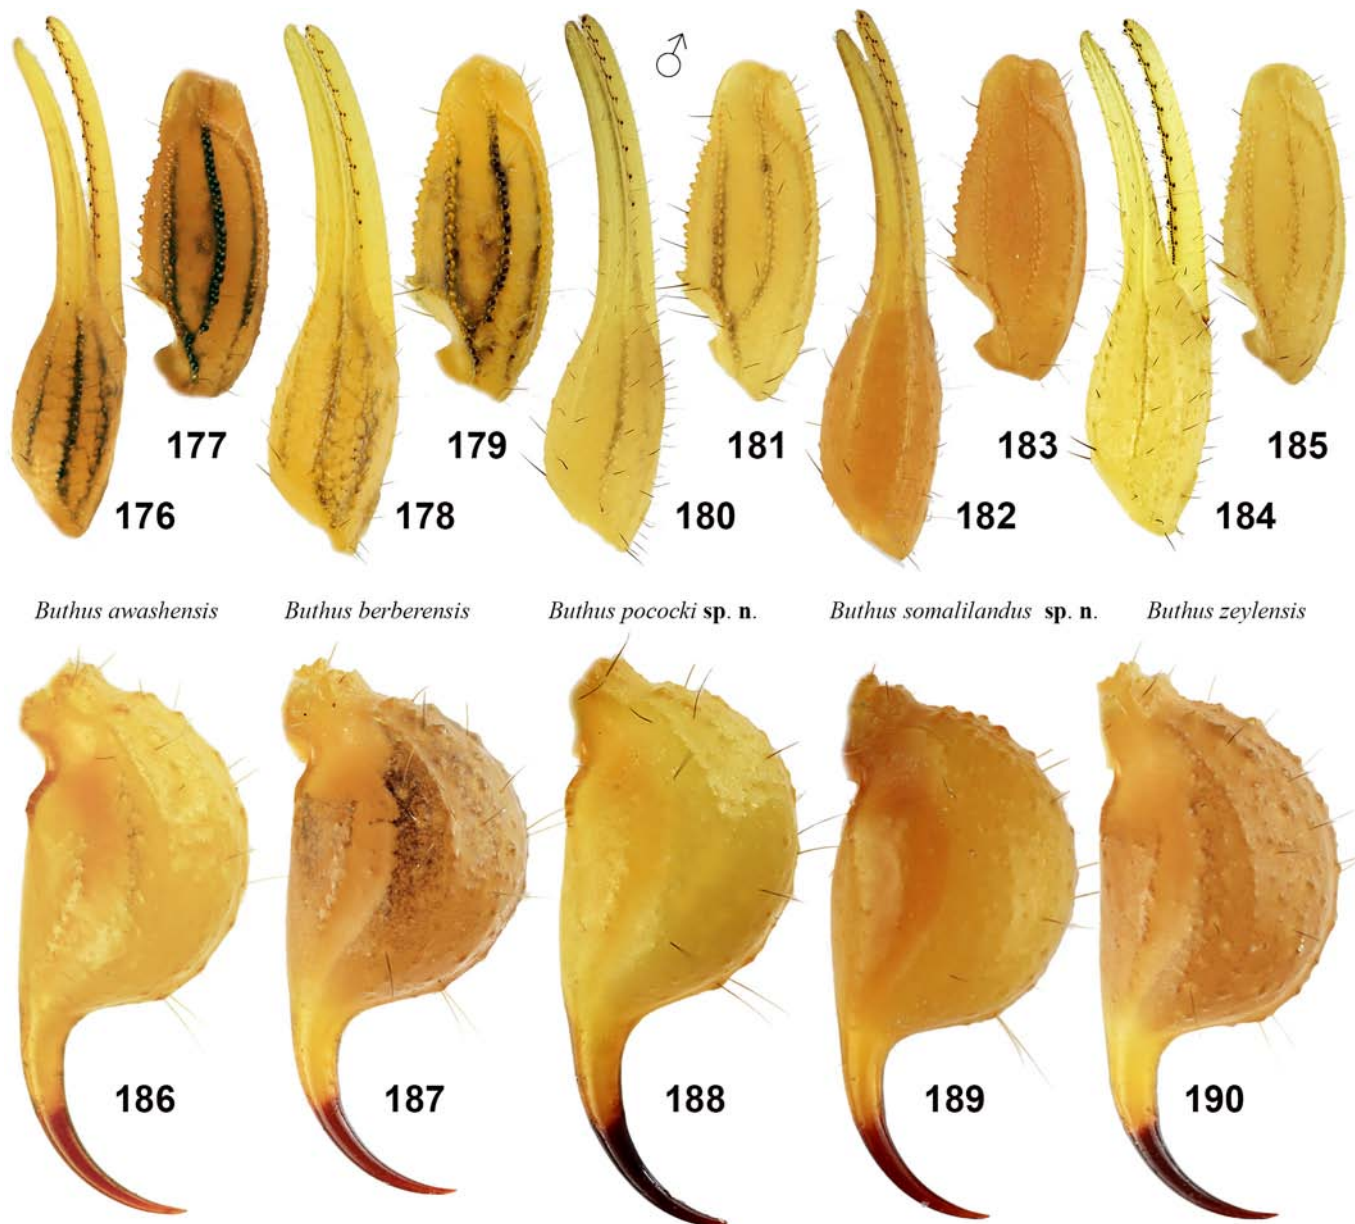 ♂
177 179 181 183 185
176 178 180 182 184
Buthus awashensis Buthus berberensis Buthus pococki sp. n. Buthus somalilandus sp. n. Buthus zeylensis
186 187 188 189 190